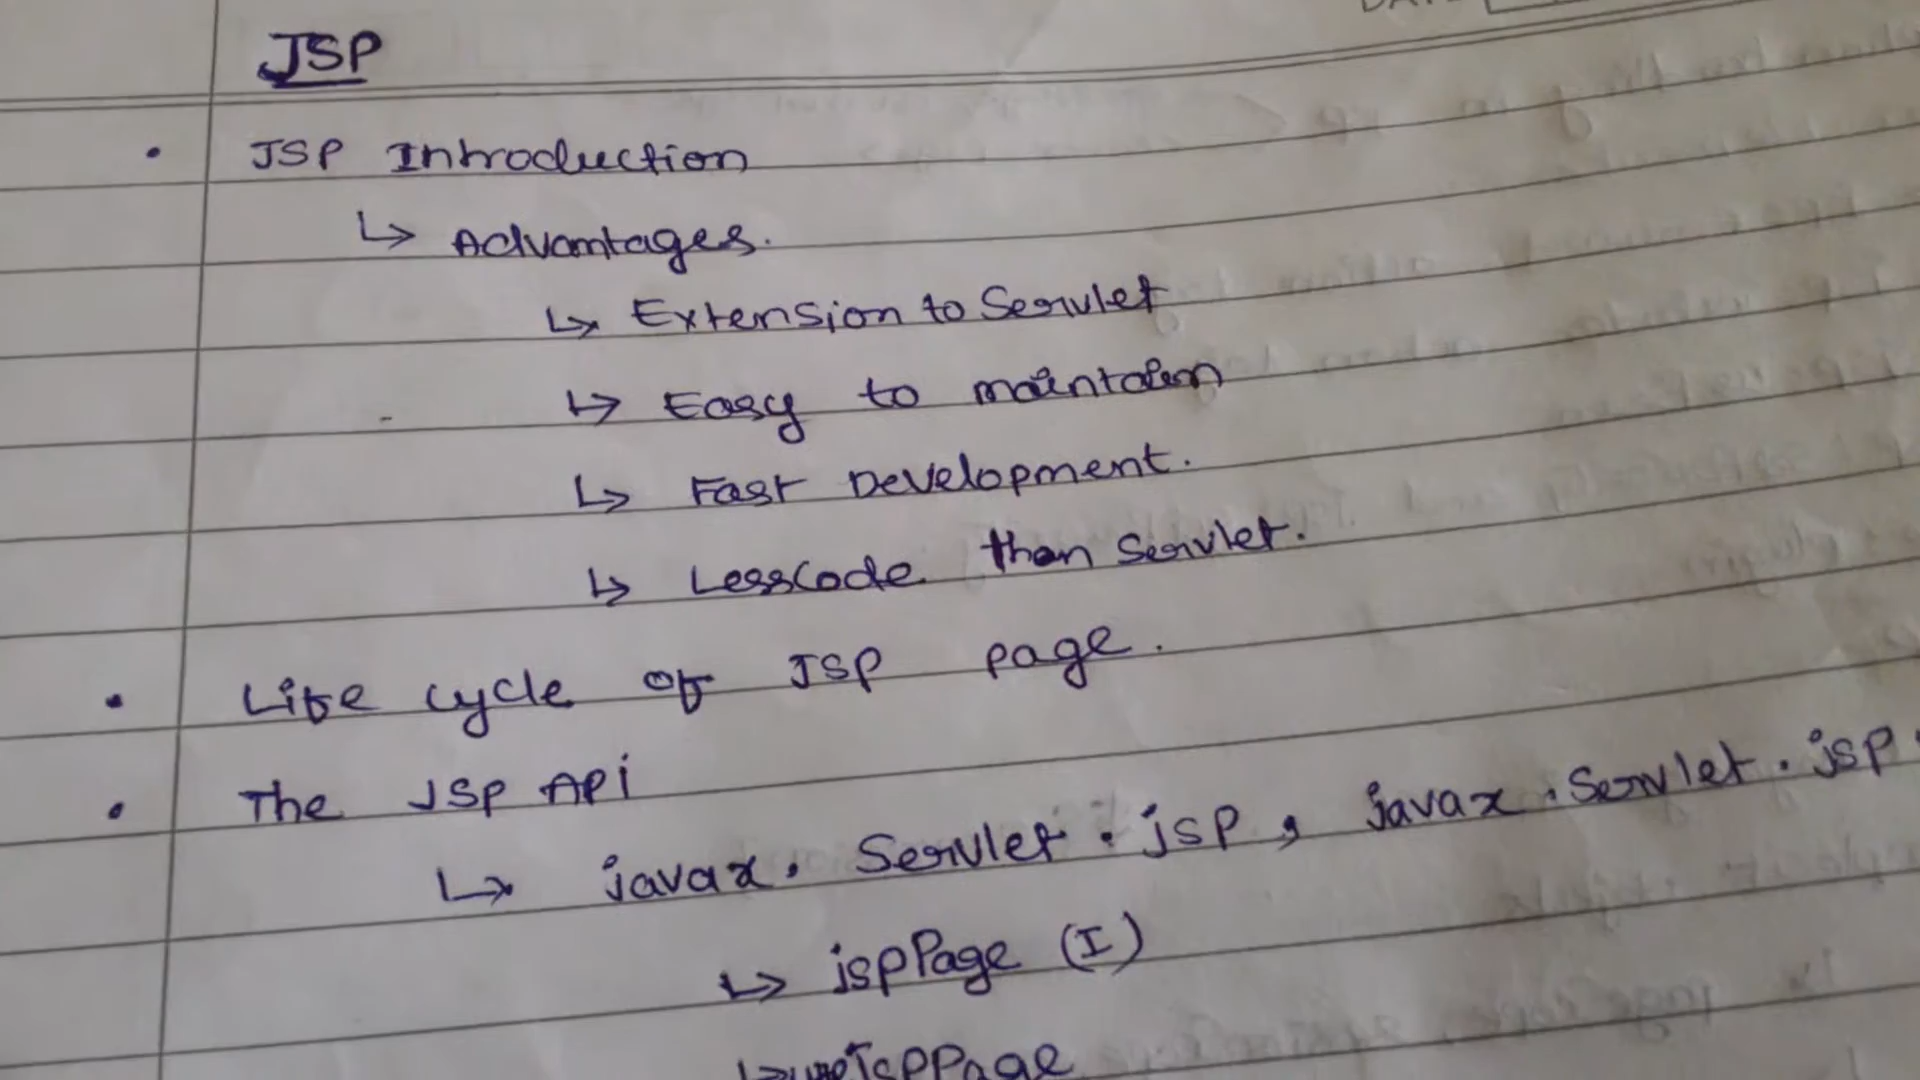 JSP
• JSP Introduction
↳ Advantages.
↳ Extension to Servlet
↳ Easy to maintain
↳ Fast Development.
↳ LessCode than Servlet.
• Life cycle of JSP page.
• The JSP API
↳ javax. Servlet . jsp , javax . Servlet . jsp .
↳ jspPage (I)